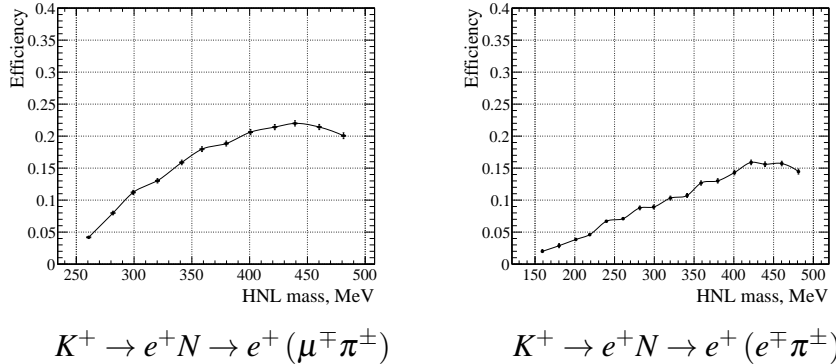 Efficiency
0.4
0.35
0.3
0.25
0.2
0.15
0.1
0.05
0
250 300 350 400 450 500
HNL mass, MeV
K⁺ → e⁺N → e⁺ (μ^∓ π^±)
Efficiency
0.4
0.35
0.3
0.25
0.2
0.15
0.1
0.05
0
150 200 250 300 350 400 450 500
HNL mass, MeV
K⁺ → e⁺N → e⁺ (e^∓ π^±)